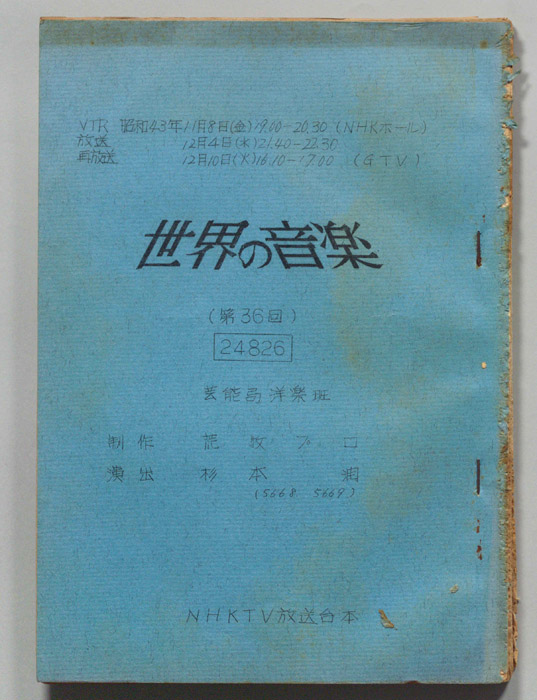 VTR 昭和43年11月8日(金)19.00-20.30 (NHKホール)
放送 12月4日(水)21.40-22.30
再放送 12月10日(火)16.10-17.00 (GTV)
世界の音楽
(第36回)
24826
芸能局洋楽班
制作 牧プロ
演出 杉本
(5668 5669)
NHKTV放送台本